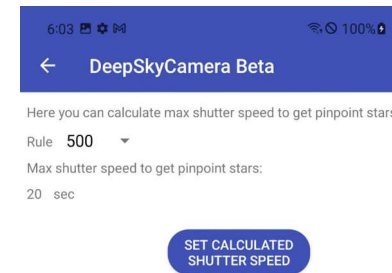 6:03 100%
← DeepSkyCamera Beta
Here you can calculate max shutter speed to get pinpoint stars
Rule 500
Max shutter speed to get pinpoint stars:
20 sec
SET CALCULATED
SHUTTER SPEED